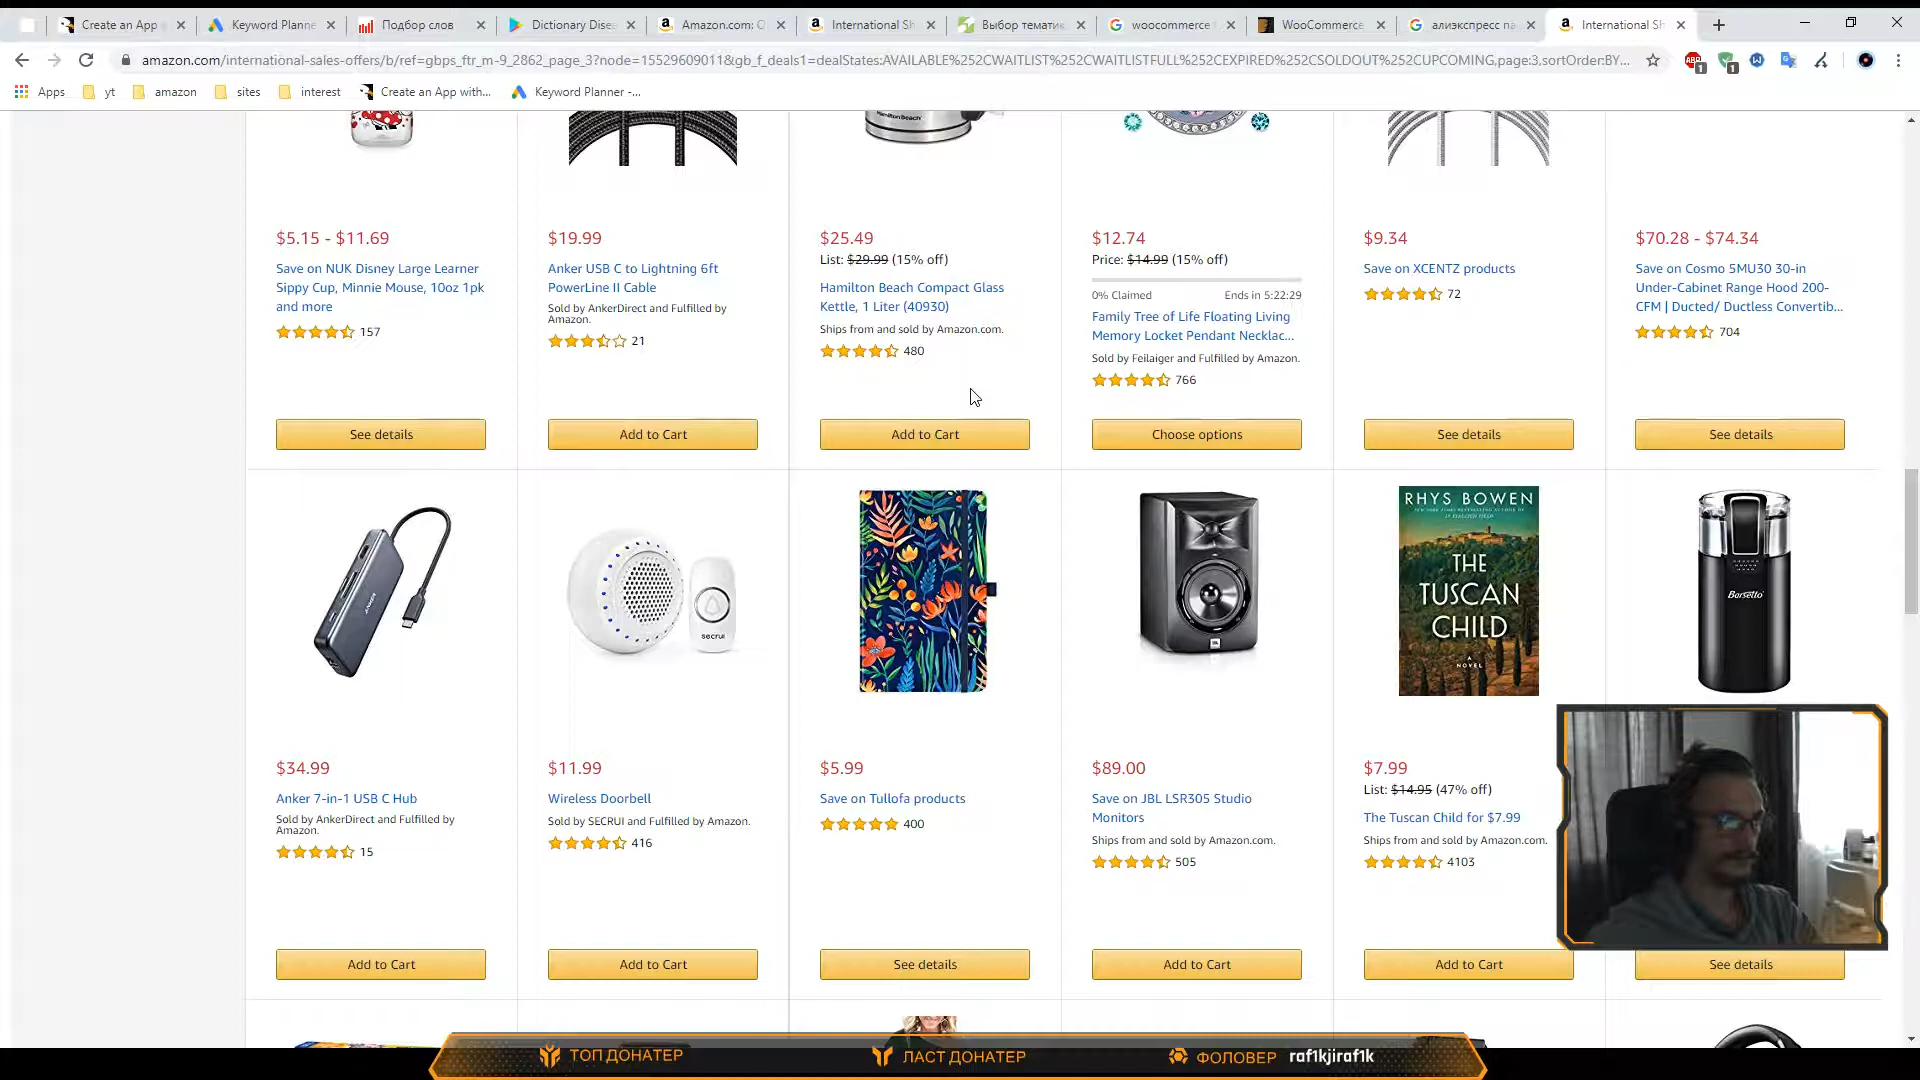 Create an App
Keyword Planne
Подбор слов
Dictionary Dise
Amazon.com: O
International Sh
Выбор тематик
woocommerce
WooCommerce
алиэкспресс па
International Sh
amazon.com/international-sales-offers/b/ref=gbps_ftr_m-9_2862_page_3?node=15529609011&gb_f_deals1=dealStates:AVAILABLE%252CWAITLIST%252CWAITLISTFULL%252CEXPIRED%252CSOLDOUT%252CUPCOMING,page:3,sortOrder:BY...
Apps
yt
amazon
sites
interest
Create an App with...
Keyword Planner -...
HamiltonBeach
$5.15 - $11.69
Save on NUK Disney Large Learner
Sippy Cup, Minnie Mouse, 10oz 1pk
and more
157
See details
$19.99
Anker USB C to Lightning 6ft
PowerLine II Cable
Sold by AnkerDirect and Fulfilled by
Amazon.
21
Add to Cart
$25.49
List: $29.99 (15% off)
Hamilton Beach Compact Glass
Kettle, 1 Liter (40930)
Ships from and sold by Amazon.com.
480
Add to Cart
$12.74
Price: $14.99 (15% off)
0% Claimed
Ends in 5:22:29
Family Tree of Life Floating Living
Memory Locket Pendant Necklac...
Sold by Feilaiger and Fulfilled by Amazon.
766
Choose options
$9.34
Save on XCENTZ products
72
See details
$70.28 - $74.34
Save on Cosmo 5MU30 30-in
Under-Cabinet Range Hood 200-
CFM | Ducted/ Ductless Convertib...
704
See details
ANKER
$34.99
Anker 7-in-1 USB C Hub
Sold by AnkerDirect and Fulfilled by
Amazon.
15
Add to Cart
secrui
$11.99
Wireless Doorbell
Sold by SECRUI and Fulfilled by Amazon.
416
Add to Cart
$5.99
Save on Tullofa products
400
See details
JBL
$89.00
Save on JBL LSR305 Studio
Monitors
Ships from and sold by Amazon.com.
505
Add to Cart
RHYS BOWEN
THE
TUSCAN
CHILD
A
NOVEL
$7.99
List: $14.95 (47% off)
The Tuscan Child for $7.99
Ships from and sold by Amazon.com.
4103
Add to Cart
Barsetto
See details
ТОП ДОНАТЕР
ЛАСТ ДОНАТЕР
ФОЛОВЕР raf1kjiraf1k